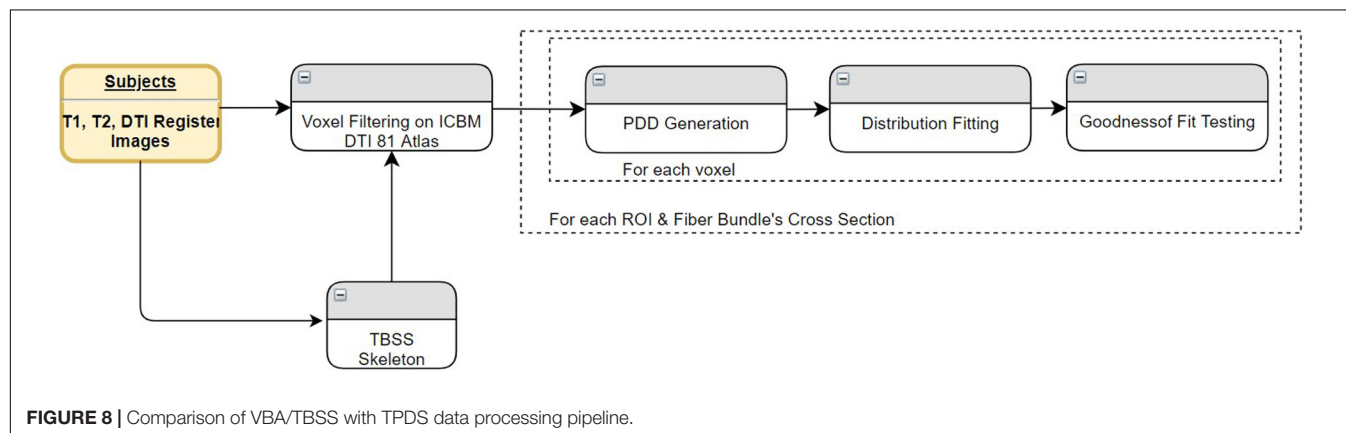 Subjects
T1, T2, DTI Register
Images
Voxel Filtering on ICBM
DTI 81 Atlas
TBSS
Skeleton
PDD Generation
Distribution Fitting
Goodnessof Fit Testing
For each voxel
For each ROI & Fiber Bundle's Cross Section
FIGURE 8 | Comparison of VBA/TBSS with TPDS data processing pipeline.